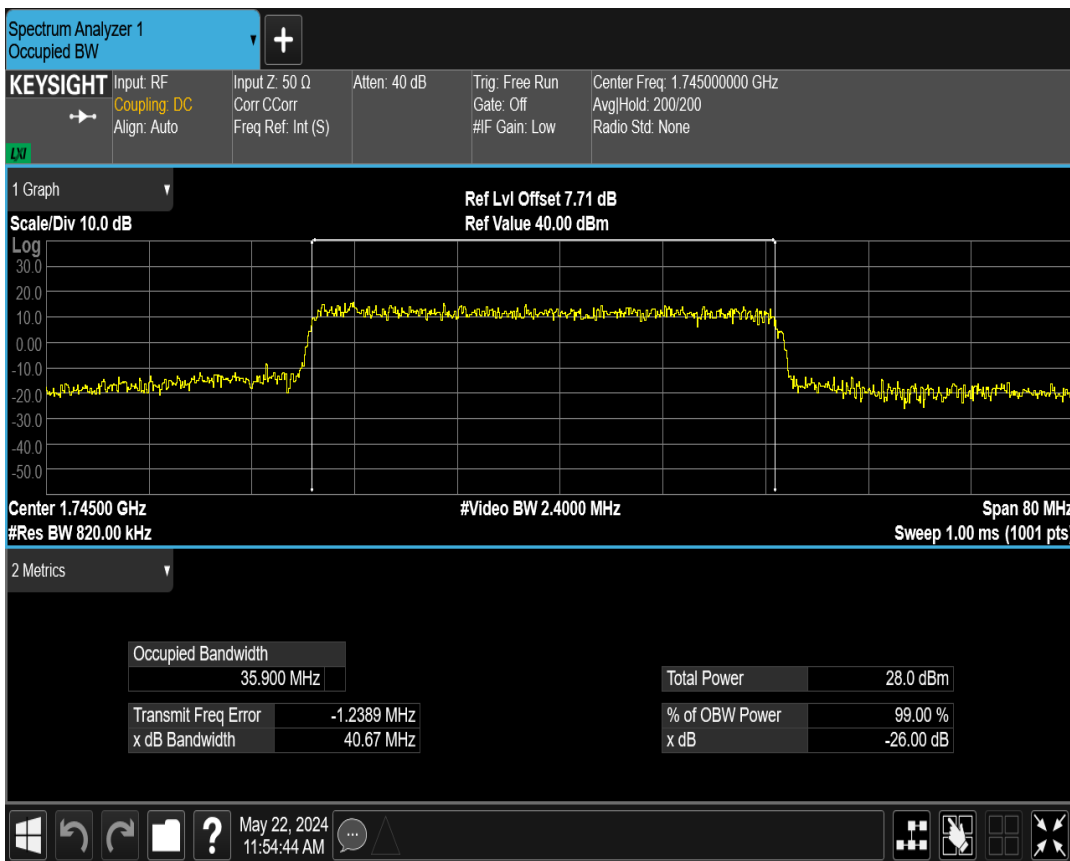 Spectrum Analyzer 1
Occupied BW
KEYSIGHT
LXI
Input: RF
Coupling: DC
Align: Auto
Input Z: 50 Ω
Corr CCorr
Freq Ref: Int (S)
Atten: 40 dB
Trig: Free Run
Gate: Off
#IF Gain: Low
Center Freq: 1.745000000 GHz
Avg|Hold: 200/200
Radio Std: None
1 Graph
Scale/Div 10.0 dB
Ref Lvl Offset 7.71 dB
Ref Value 40.00 dBm
Log
30.0
20.0
10.0
0.00
-10.0
-20.0
-30.0
-40.0
-50.0
Center 1.74500 GHz
#Video BW 2.4000 MHz
Span 80 MHz
#Res BW 820.00 kHz
Sweep 1.00 ms (1001 pts)
2 Metrics
Occupied Bandwidth
35.900 MHz
Total Power 28.0 dBm
Transmit Freq Error -1.2389 MHz
% of OBW Power 99.00 %
x dB Bandwidth 40.67 MHz
x dB -26.00 dB
?
May 22, 2024
11:54:44 AM